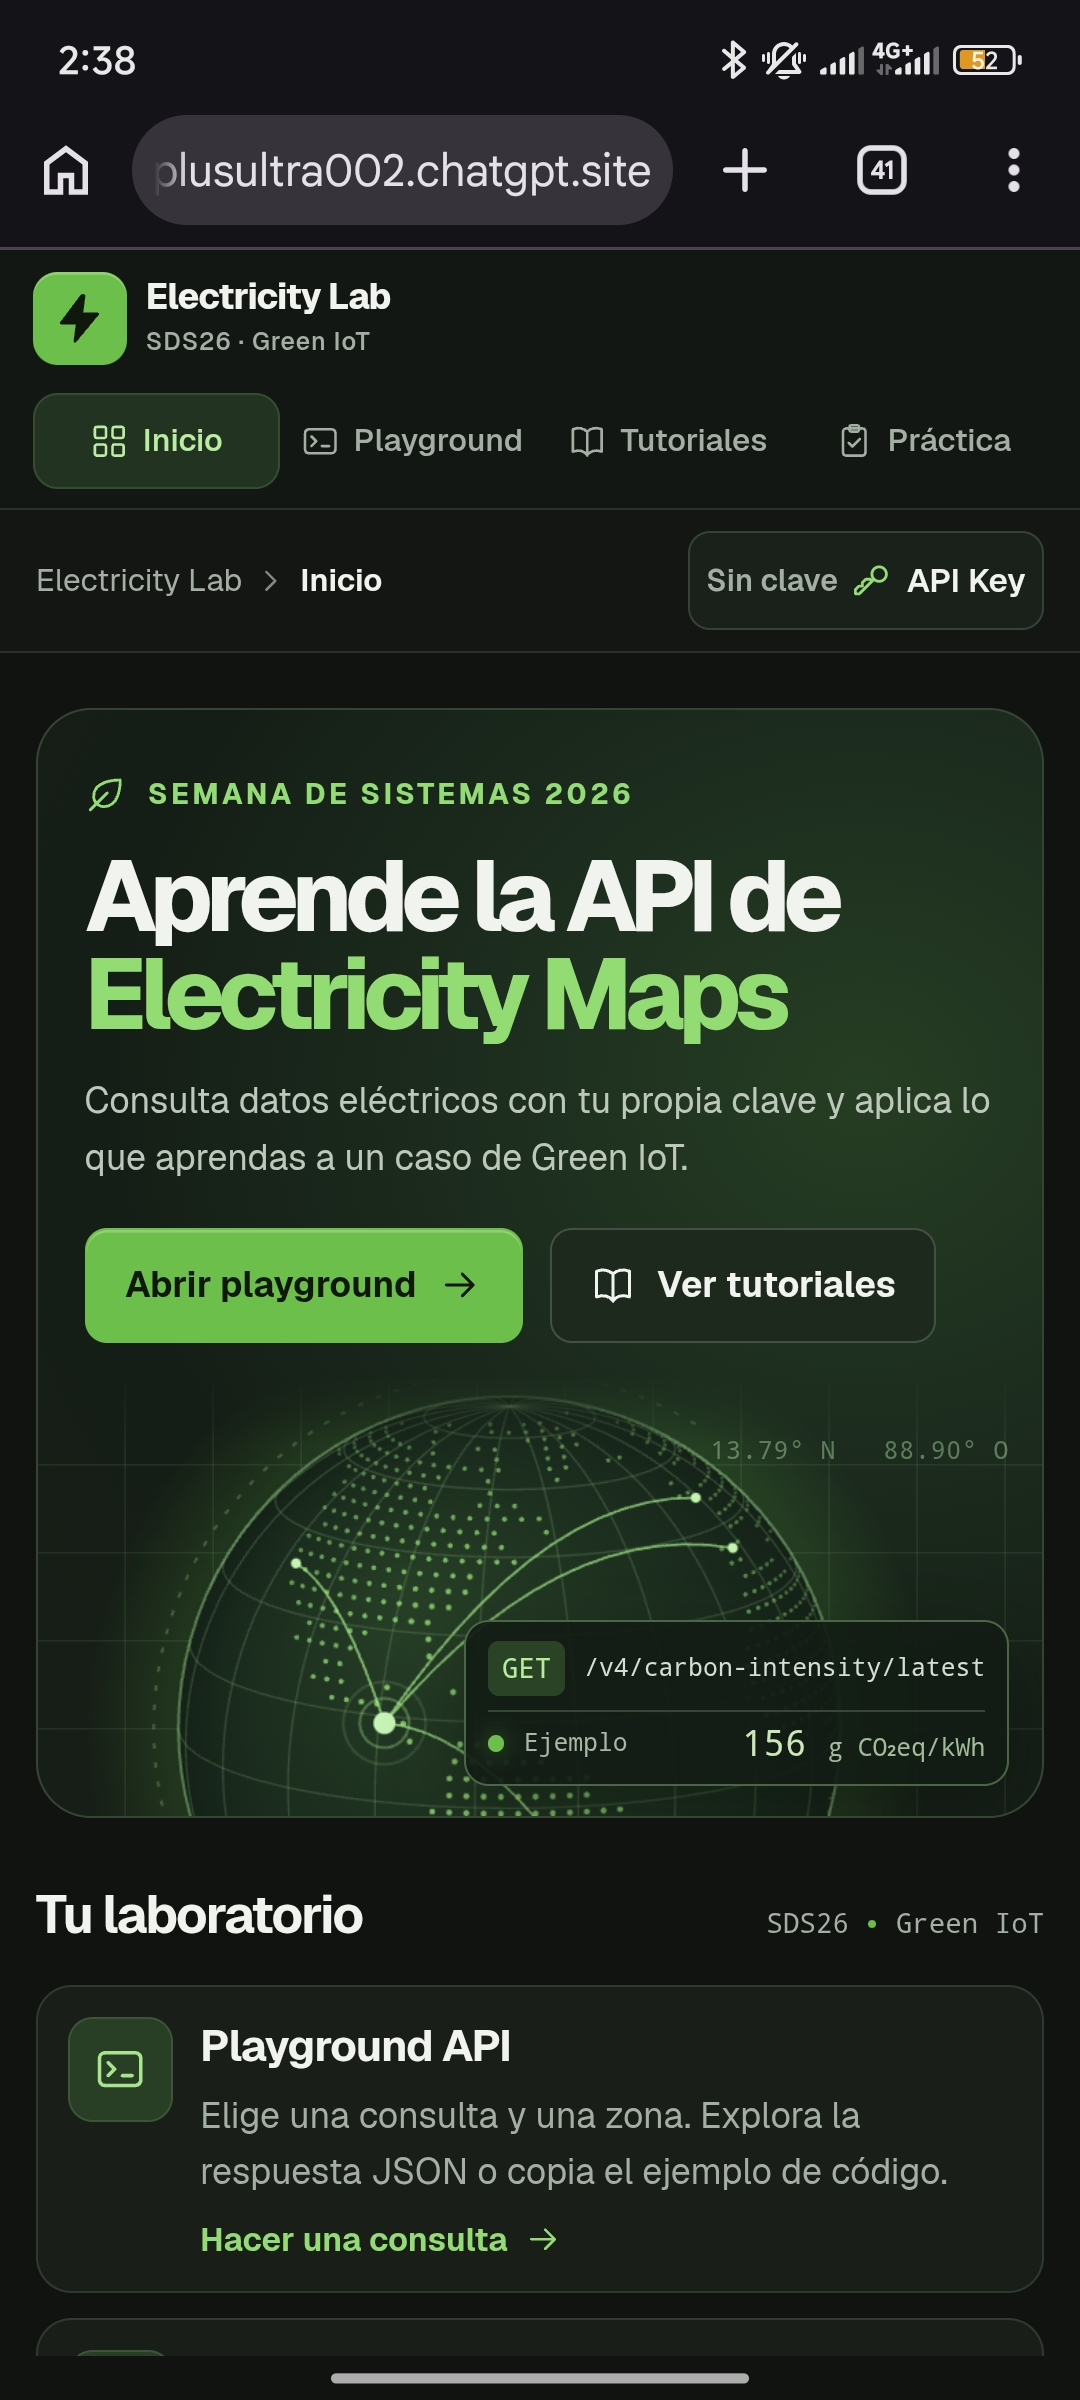 2:38
4G+
52
plusultra002.chatgpt.site
41
Electricity Lab
SDS26 · Green IoT
Inicio
Playground
Tutoriales
Práctica
Electricity Lab > Inicio
Sin clave
API Key
SEMANA DE SISTEMAS 2026
Aprende la API de
Electricity Maps
Consulta datos eléctricos con tu propia clave y aplica lo
que aprendas a un caso de Green IoT.
Abrir playground →
Ver tutoriales
13.79° N 88.90° O
GET /v4/carbon-intensity/latest
Ejemplo 156 g CO₂eq/kWh
Tu laboratorio
SDS26 • Green IoT
Playground API
Elige una consulta y una zona. Explora la
respuesta JSON o copia el ejemplo de código.
Hacer una consulta →